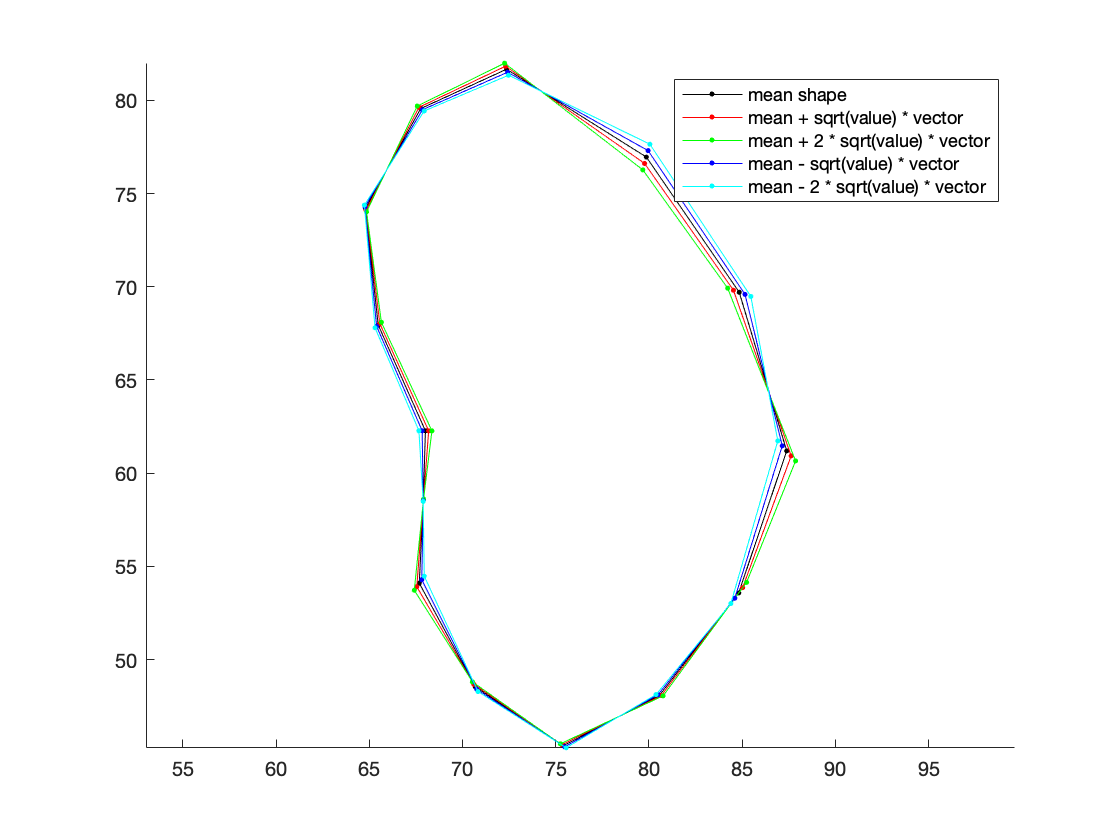 80
75
70
65
60
55
50
55 60 65 70 75 80 85 90 95
mean shape
mean + sqrt(value) * vector
mean + 2 * sqrt(value) * vector
mean - sqrt(value) * vector
mean - 2 * sqrt(value) * vector